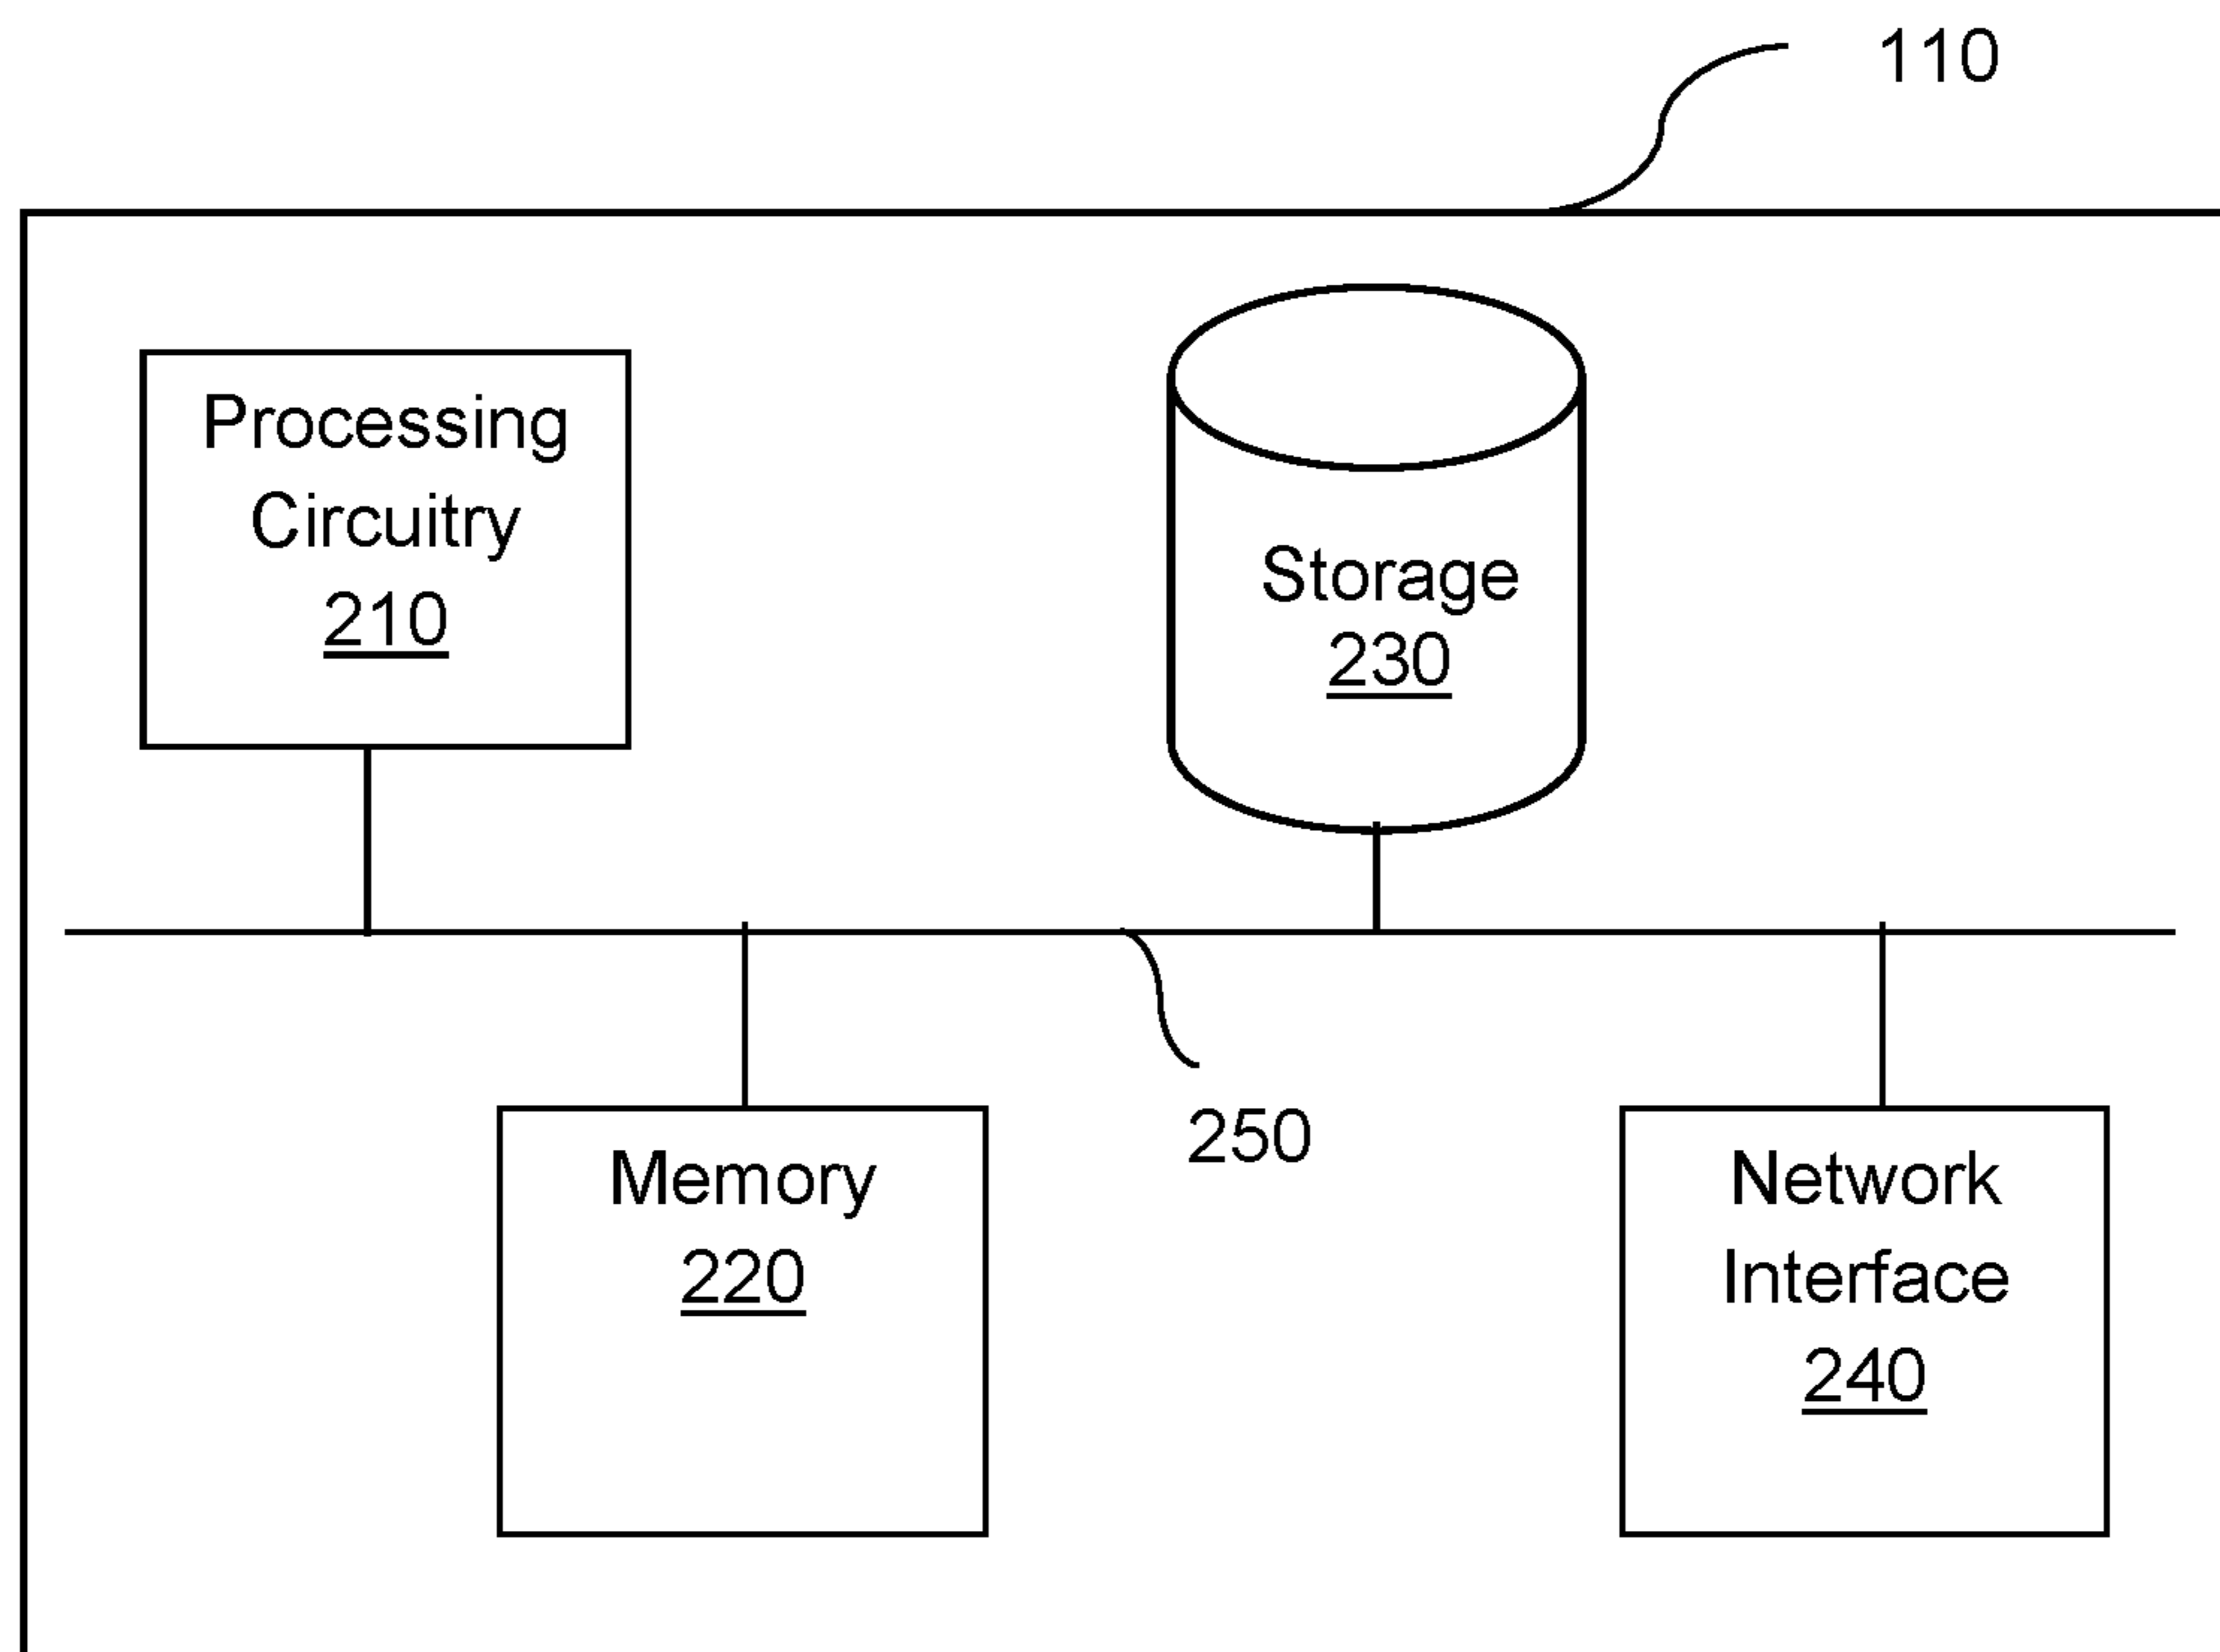 110
Processing
Circuitry
210
Storage
230
250
Memory
220
Network
Interface
240